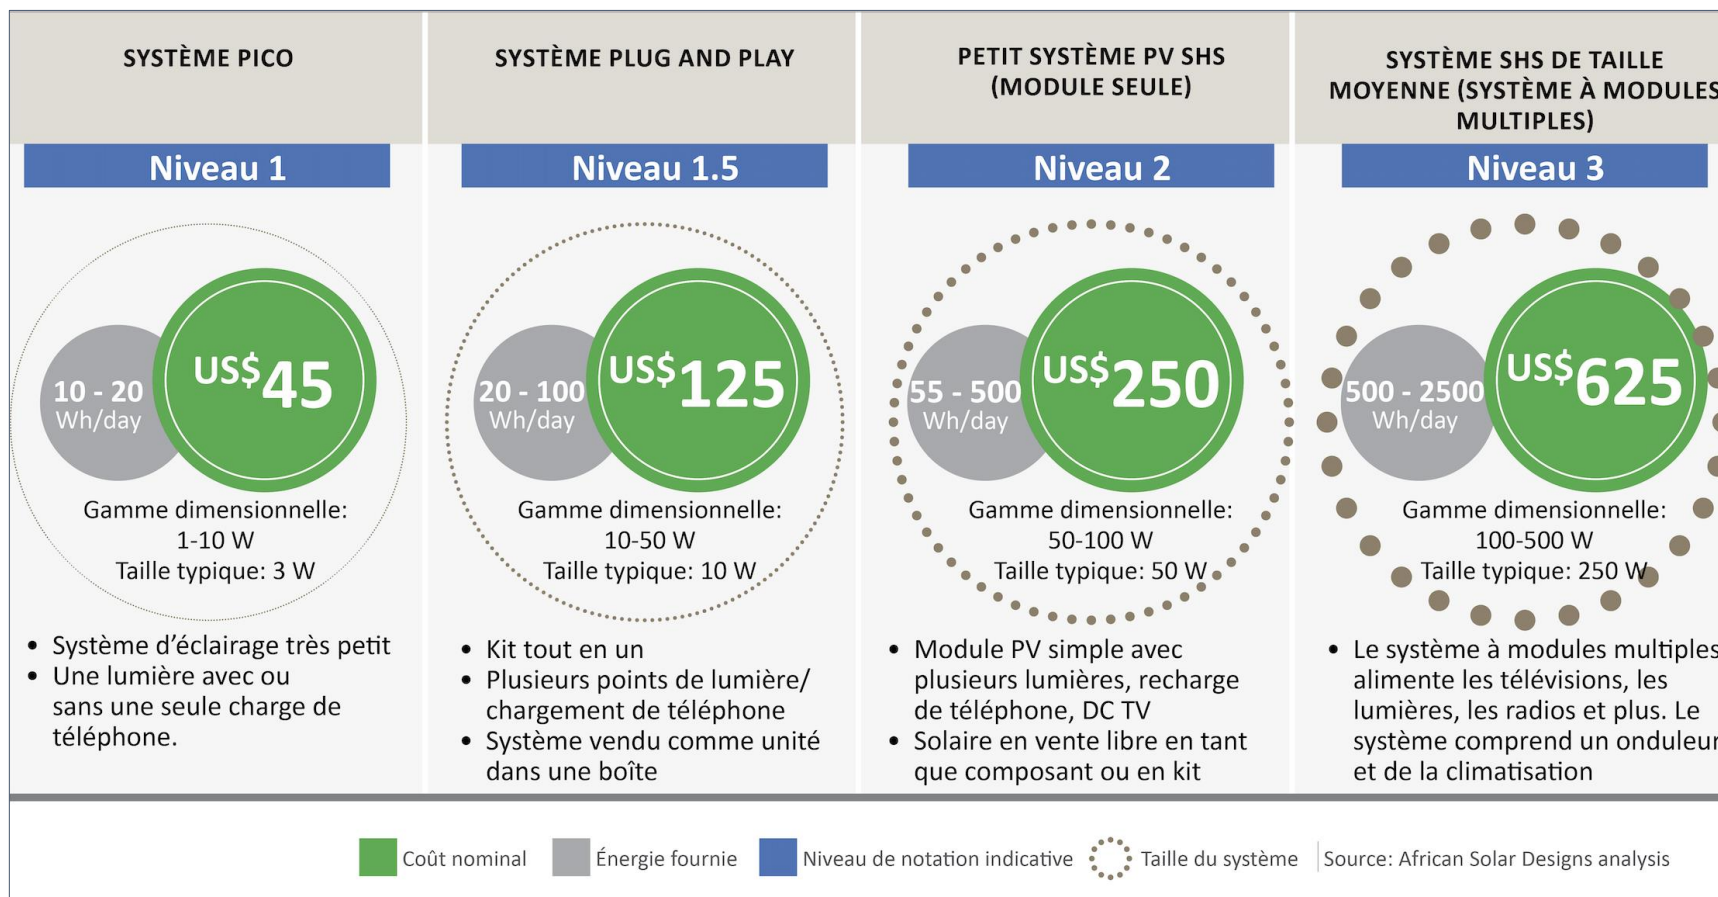 SYSTÈME PICO
Niveau 1
10 - 20
Wh/day
US$45
Gamme dimensionnelle:
1-10 W
Taille typique: 3 W
• Système d’éclairage très petit
• Une lumière avec ou
sans une seule charge de
téléphone.
SYSTÈME PLUG AND PLAY
Niveau 1.5
20 - 100
Wh/day
US$125
Gamme dimensionnelle:
10-50 W
Taille typique: 10 W
• Kit tout en un
• Plusieurs points de lumière/
chargement de téléphone
• Système vendu comme unité
dans une boîte
PETIT SYSTÈME PV SHS
(MODULE SEULE)
Niveau 2
55 - 500
Wh/day
US$250
Gamme dimensionnelle:
50-100 W
Taille typique: 50 W
• Module PV simple avec
plusieurs lumières, recharge
de téléphone, DC TV
• Solaire en vente libre en tant
que composant ou en kit
SYSTÈME SHS DE TAILLE
MOYENNE (SYSTÈME À MODULES
MULTIPLES)
Niveau 3
500 - 2500
Wh/day
US$625
Gamme dimensionnelle:
100-500 W
Taille typique: 250 W
• Le système à modules multiples
alimente les télévisions, les
lumières, les radios et plus. Le
système comprend un onduleur
et de la climatisation
Coût nominal
Énergie fournie
Niveau de notation indicative
Taille du système
Source: African Solar Designs analysis